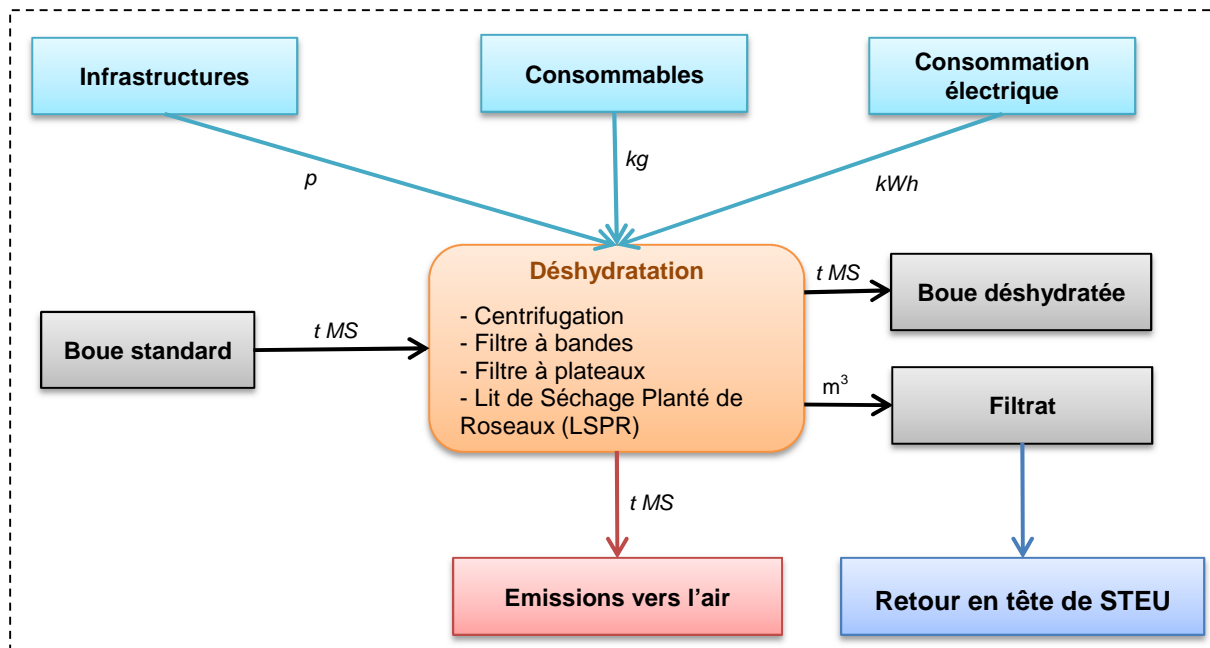 Infrastructures
Consommables
Consommation
électrique
p
kg
kWh
Déshydratation
- Centrifugation
- Filtre à bandes
- Filtre à plateaux
- Lit de Séchage Planté de
Roseaux (LSPR)
Boue standard
t MS
t MS
Boue déshydratée
m³
Filtrat
t MS
Emissions vers l'air
Retour en tête de STEU